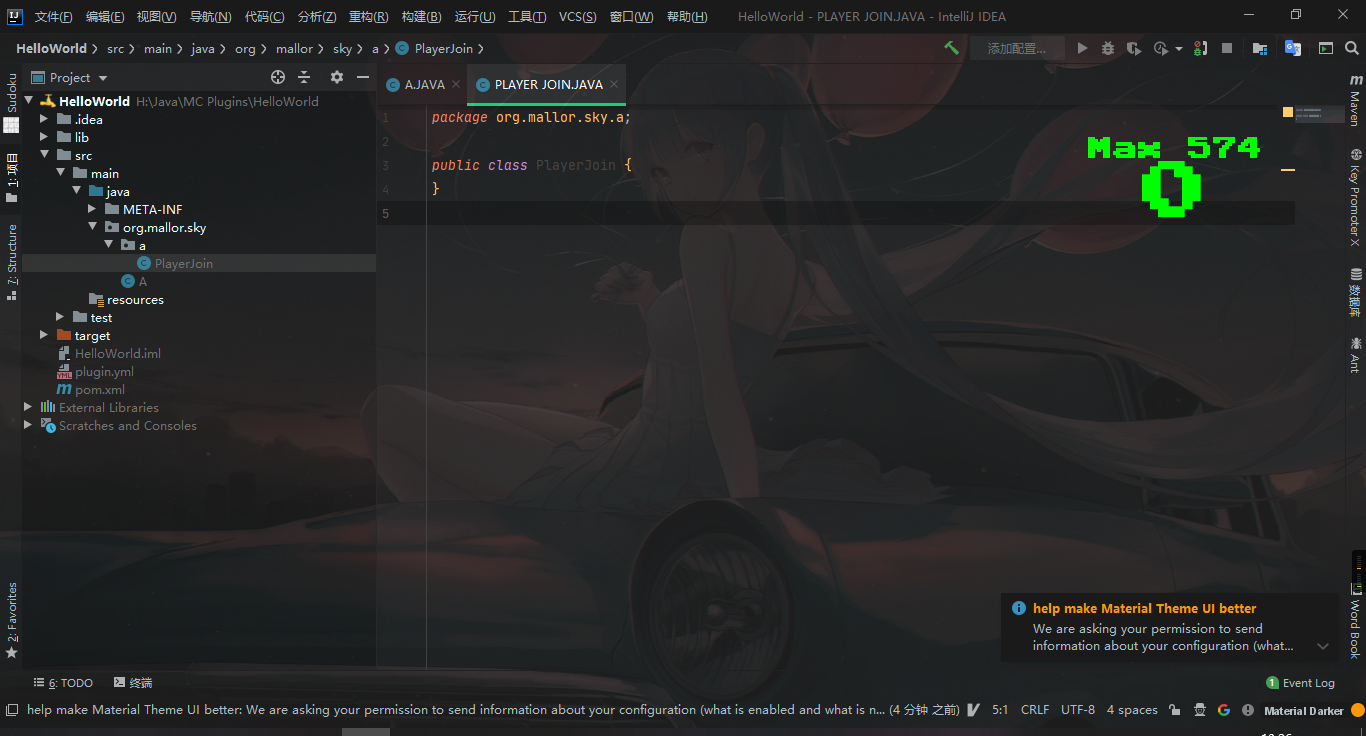 IJ 文件(F) 编辑(E) 视图(V) 导航(N) 代码(C) 分析(Z) 重构(R) 构建(B) 运行(U) 工具(T) VCS(S) 窗口(W) 帮助(H) HelloWorld - PLAYER JOIN.JAVA - IntelliJ IDEA
HelloWorld src main java org mallor sky a PlayerJoin 添加配置...
Project
A.JAVA PLAYER JOIN.JAVA
HelloWorld H:\Java\MC Plugins\HelloWorld
.idea
lib
src
main
java
META-INF
org.mallor.sky
a
PlayerJoin
A
resources
test
target
HelloWorld.iml
plugin.yml
pom.xml
External Libraries
Scratches and Consoles
Sudoku
1: 项目
7: Structure
2: Favorites
1 package org.mallor.sky.a;
2
3 public class PlayerJoin {
4 }
5
Max 574
0
Maven
Key Promoter X
数据库
Ant
Word Book
help make Material Theme UI better
We are asking your permission to send
information about your configuration (what...
6: TODO 终端 1 Event Log
help make Material Theme UI better: We are asking your permission to send information about your configuration (what is enabled and what is n... (4 分钟 之前) 5:1 CRLF UTF-8 4 spaces Material Darker